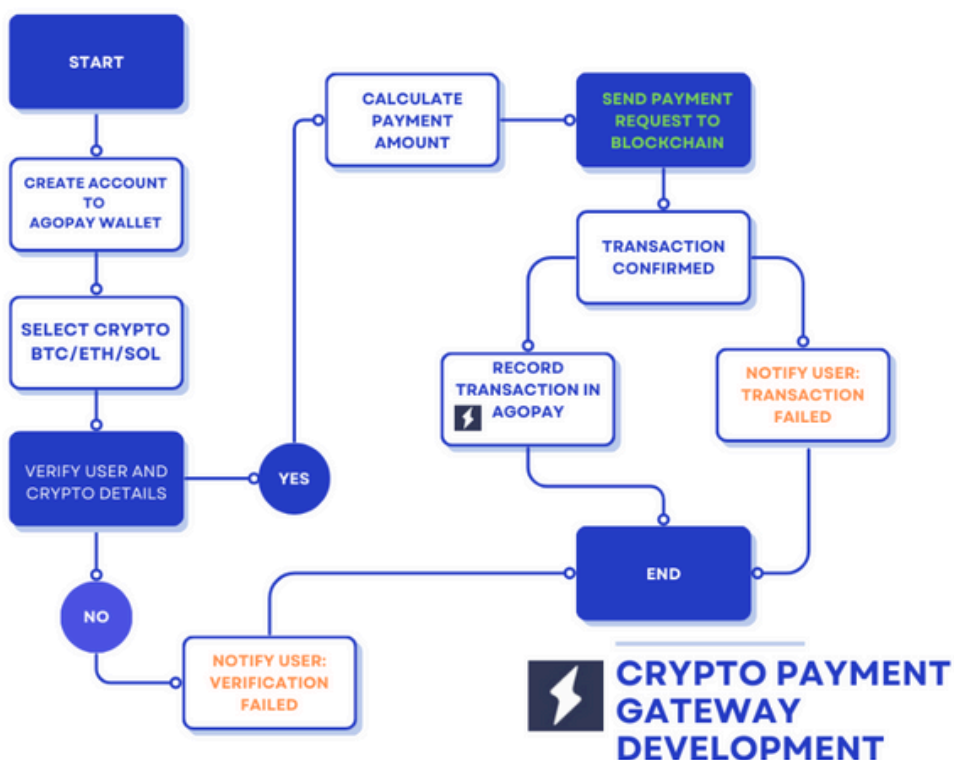 START
CREATE ACCOUNT
TO
AGOPAY WALLET
SELECT CRYPTO
BTC/ETH/SOL
VERIFY USER AND
CRYPTO DETAILS
YES
NO
NOTIFY USER:
VERIFICATION
FAILED
CALCULATE
PAYMENT
AMOUNT
SEND PAYMENT
REQUEST TO
BLOCKCHAIN
TRANSACTION
CONFIRMED
RECORD
TRANSACTION IN
AGOPAY
NOTIFY USER:
TRANSACTION
FAILED
END
CRYPTO PAYMENT
GATEWAY
DEVELOPMENT